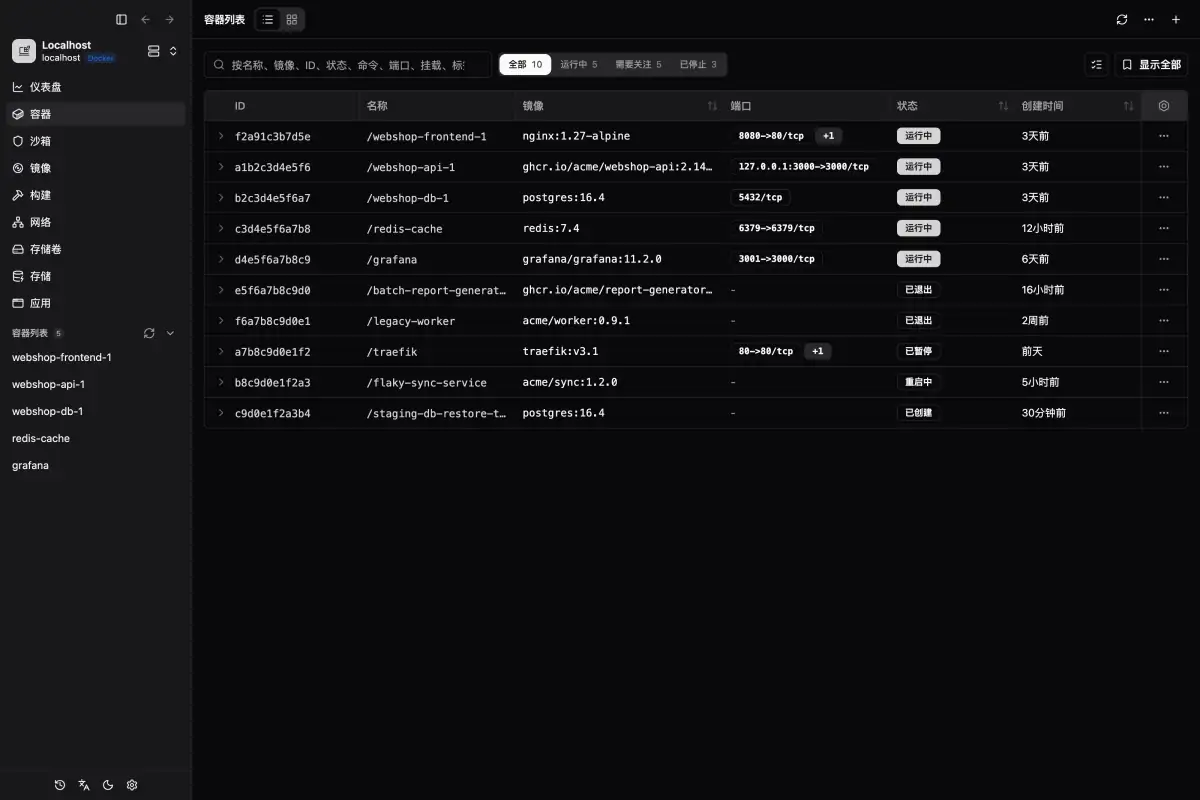 容器列表
Localhost
localhost Docker
仪表盘
容器
沙箱
镜像
构建
网络
存储卷
存储
应用
容器列表 5
webshop-frontend-1
webshop-api-1
webshop-db-1
redis-cache
grafana
按名称、镜像、ID、状态、命令、端口、挂载、标签
全部 10 运行中 5 需要关注 5 已停止 3
显示全部
ID 名称 镜像 端口 状态 创建时间
f2a91c3b7d5e /webshop-frontend-1 nginx:1.27-alpine 8080->80/tcp +1 运行中 3天前
a1b2c3d4e5f6 /webshop-api-1 ghcr.io/acme/webshop-api:2.14… 127.0.0.1:3000->3000/tcp 运行中 3天前
b2c3d4e5f6a7 /webshop-db-1 postgres:16.4 5432/tcp 运行中 3天前
c3d4e5f6a7b8 /redis-cache redis:7.4 6379->6379/tcp 运行中 12小时前
d4e5f6a7b8c9 /grafana grafana/grafana:11.2.0 3001->3000/tcp 运行中 6天前
e5f6a7b8c9d0 /batch-report-generat… ghcr.io/acme/report-generator… - 已退出 16小时前
f6a7b8c9d0e1 /legacy-worker acme/worker:0.9.1 - 已退出 2周前
a7b8c9d0e1f2 /traefik traefik:v3.1 80->80/tcp +1 已暂停 前天
b8c9d0e1f2a3 /flaky-sync-service acme/sync:1.2.0 - 重启中 5小时前
c9d0e1f2a3b4 /staging-db-restore-t… postgres:16.4 - 已创建 30分钟前